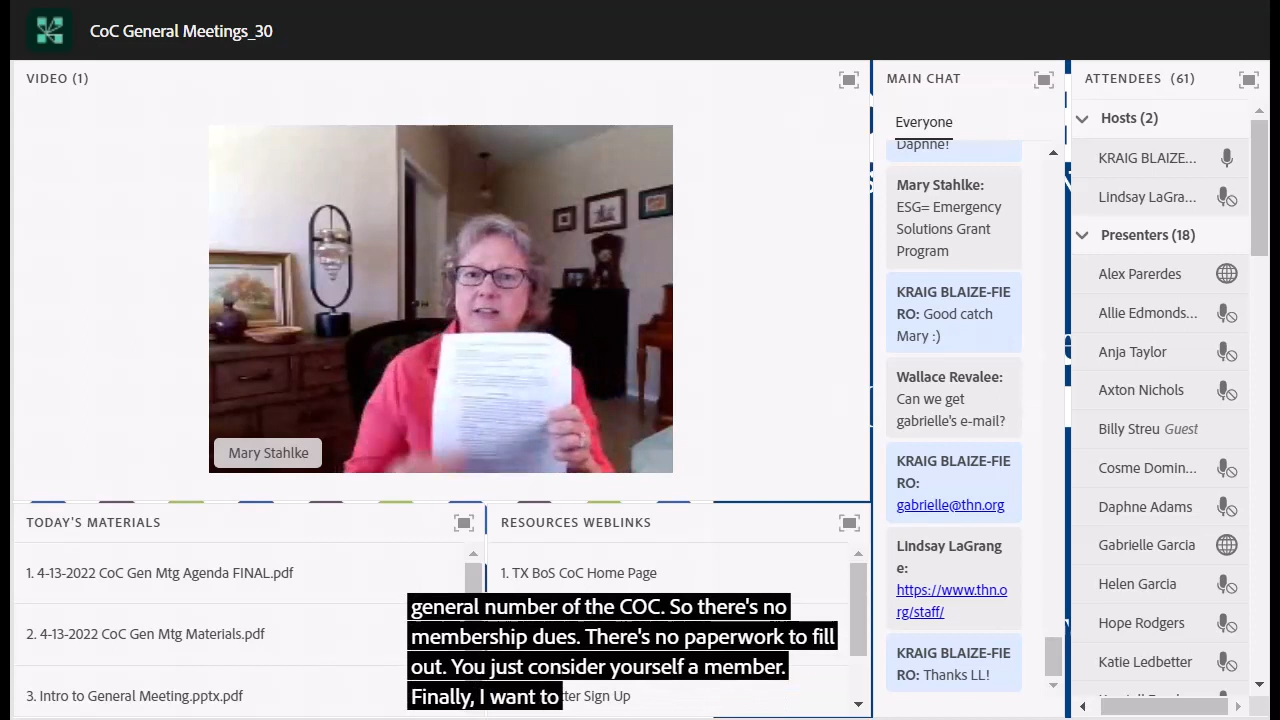 CoC General Meetings_30
VIDEO (1)
Mary Stahlke
TODAY'S MATERIALS
1. 4-13-2022 CoC Gen Mtg Agenda FINAL.pdf
2. 4-13-2022 CoC Gen Mtg Materials.pdf
3. Intro to General Meeting.pptx.pdf
RESOURCES WEBLINKS
1. TX BoS CoC Home Page
Sign Up
general number of the COC. So there's no
membership dues. There's no paperwork to fill
out. You just consider yourself a member.
Finally, I want to
MAIN CHAT
Everyone
Daphne!
Mary Stahlke:
ESG= Emergency
Solutions Grant
Program
KRAIG BLAIZE-FIE
RO: Good catch
Mary :)
Wallace Revalee:
Can we get
gabrielle's e-mail?
KRAIG BLAIZE-FIE
RO:
gabrielle@thn.org
Lindsay LaGrang
e:
https://www.thn.o
rg/staff/
KRAIG BLAIZE-FIE
RO: Thanks LL!
ATTENDEES (61)
Hosts (2)
KRAIG BLAIZE...
Lindsay LaGra...
Presenters (18)
Alex Parerdes
Allie Edmonds...
Anja Taylor
Axton Nichols
Billy Streu Guest
Cosme Domin...
Daphne Adams
Gabrielle Garcia
Helen Garcia
Hope Rodgers
Katie Ledbetter